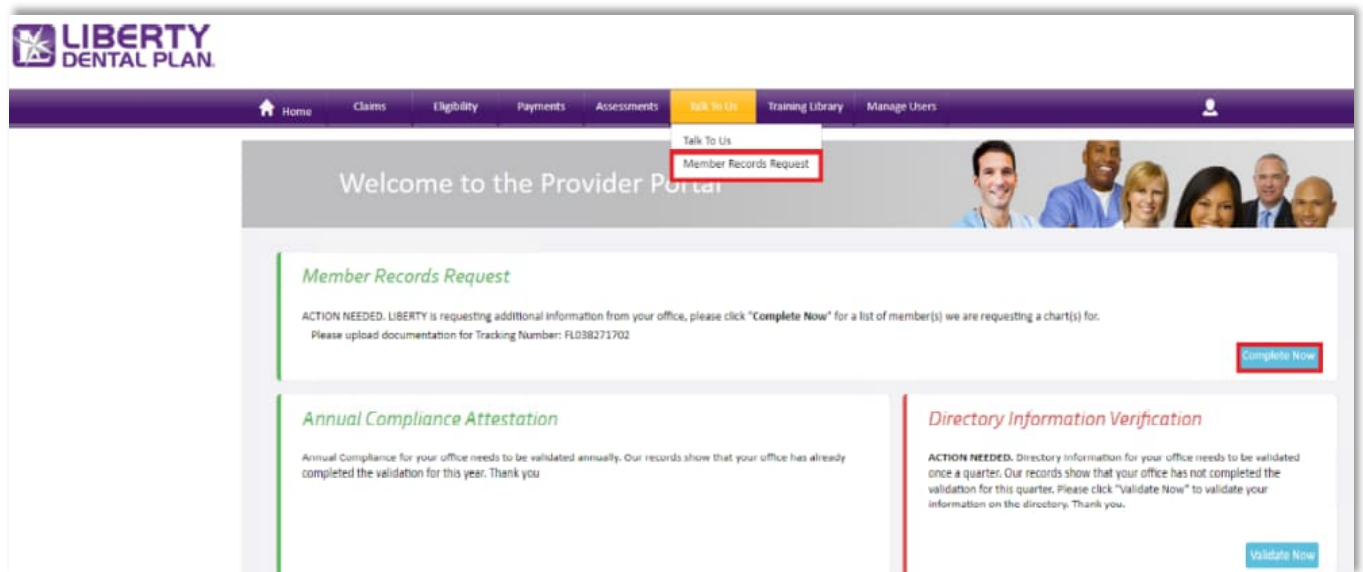 LIBERTY
DENTAL PLAN.
Home Claims Eligibility Payments Assessments Talk To Us Training Library Manage Users
Talk To Us
Member Records Request
Welcome to the Provider Portal
Member Records Request
ACTION NEEDED. LIBERTY is requesting additional information from your office, please click "Complete Now" for a list of member(s) we are requesting a chart(s) for.
Please upload documentation for Tracking Number: FL038271702
Complete Now
Annual Compliance Attestation
Annual Compliance for your office needs to be validated annually. Our records show that your office has already
completed the validation for this year. Thank you
Directory Information Verification
ACTION NEEDED. Directory Information for your office needs to be validated
once a quarter. Our records show that your office has not completed the
validation for this quarter. Please click "Validate Now" to validate your
information on the directory. Thank you.
Validate Now